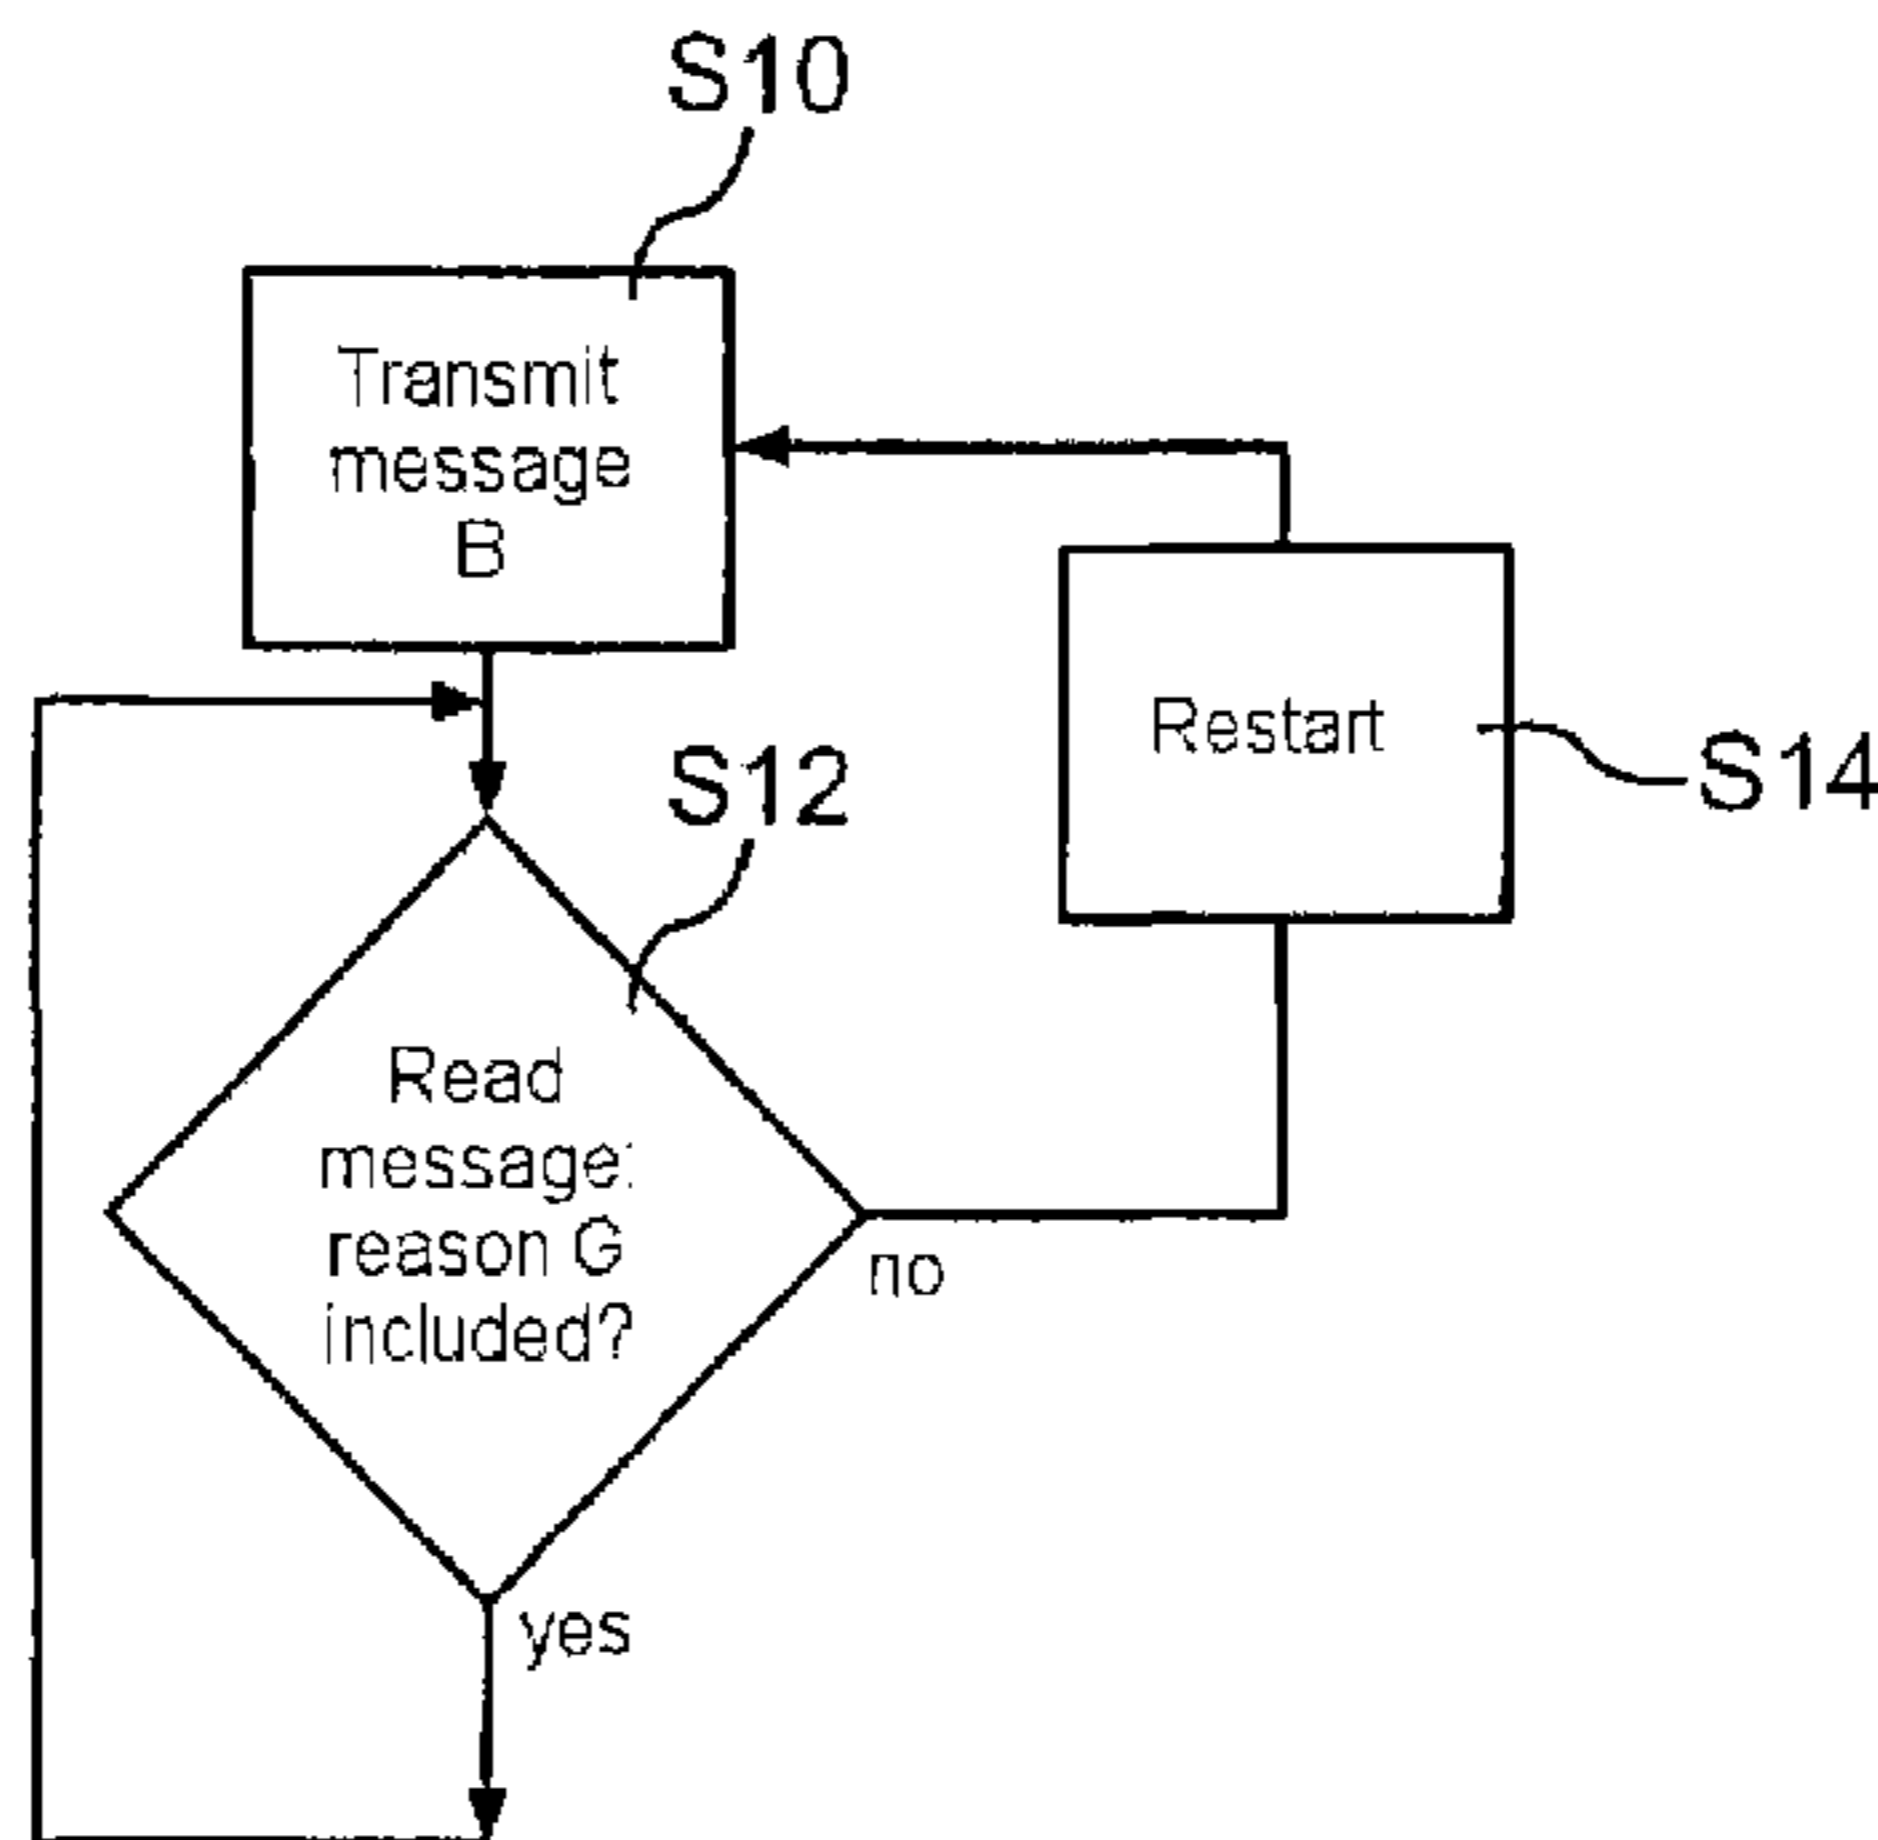 S10
Transmit
message
B
Restart
S14
S12
Read
message:
reason G
included?
no
yes